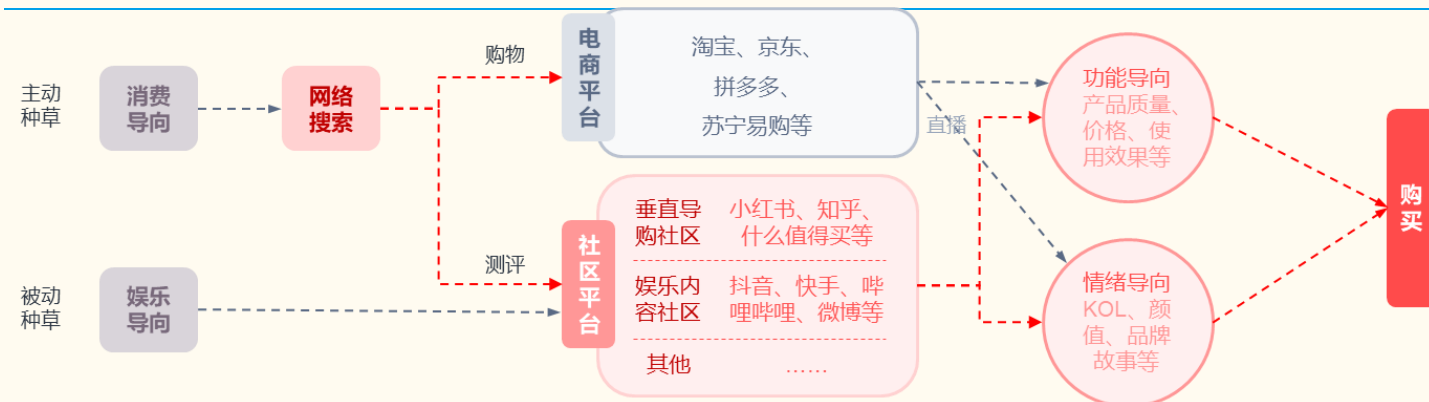 主动
种草
消费
导向
网络
搜索
购物
电
商
平
台
淘宝、京东、
拼多多、
苏宁易购等
直播
功能导向
产品质量、
价格、使
用效果等
购
买
被动
种草
娱乐
导向
测评
社
区
平
台
垂直导
购社区
小红书、知乎、
什么值得买等
娱乐内
容社区
抖音、快手、哔
哩哔哩、微博等
其他
……
情绪导向
KOL、颜
值、品牌
故事等